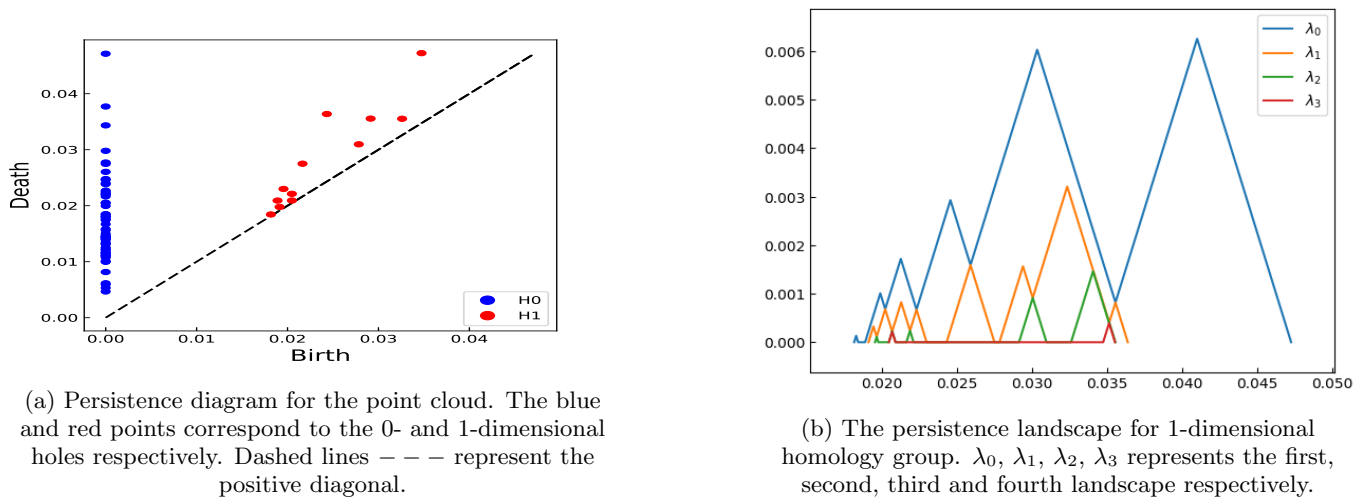 0.04
0.03
0.02
0.01
0.00
Death
0.00 0.01 0.02 0.03 0.04
Birth
H0
H1
(a) Persistence diagram for the point cloud. The blue
and red points correspond to the 0- and 1-dimensional
holes respectively. Dashed lines − − − represent the
positive diagonal.
0.006
0.005
0.004
0.003
0.002
0.001
0.000
0.020 0.025 0.030 0.035 0.040 0.045 0.050
λ0
λ1
λ2
λ3
(b) The persistence landscape for 1-dimensional
homology group. λ0, λ1, λ2, λ3 represents the first,
second, third and fourth landscape respectively.